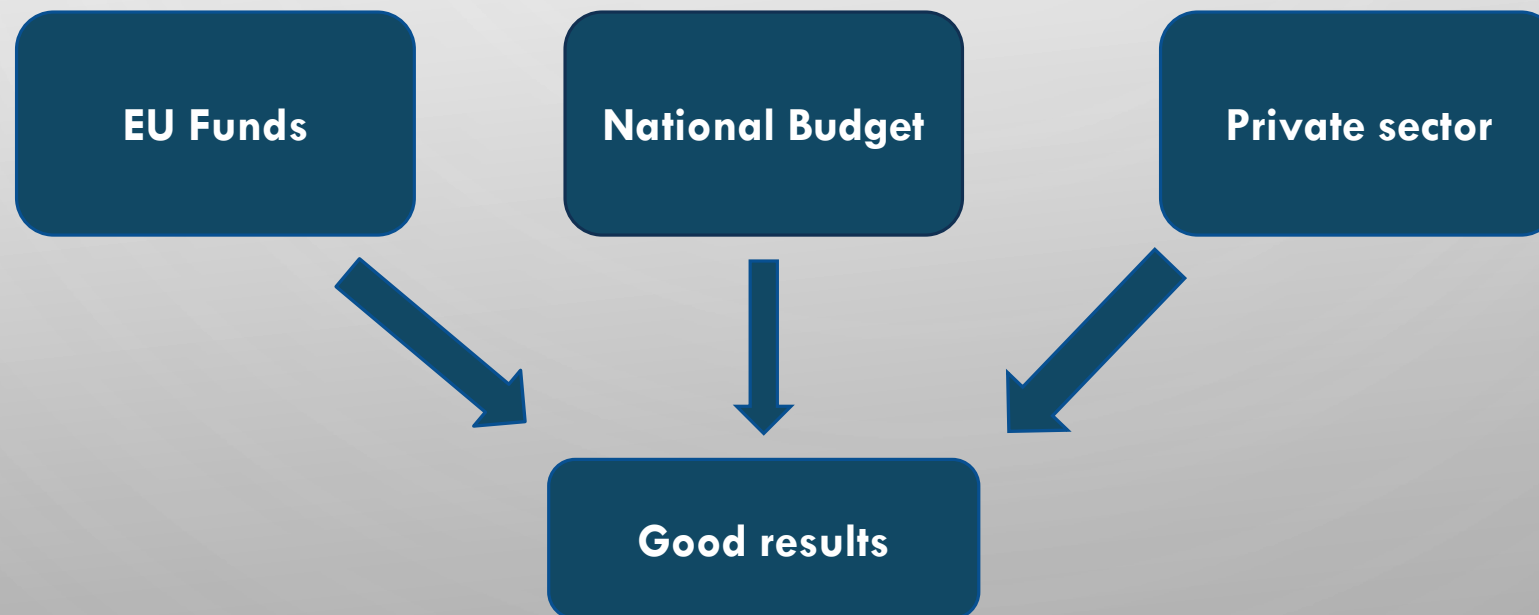 EU Funds
National Budget
Private sector
Good results